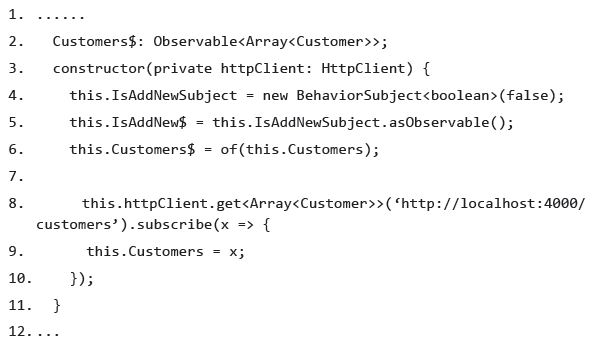 1. ......
2. Customers$: Observable<Array<Customer>>;
3. constructor(private httpClient: HttpClient) {
4. this.IsAddNewSubject = new BehaviorSubject<boolean>(false);
5. this.IsAddNew$ = this.IsAddNewSubject.asObservable();
6. this.Customers$ = of(this.Customers);
7.
8. this.httpClient.get<Array<Customer>>(‘http://localhost:4000/
customers’).subscribe(x => {
9. this.Customers = x;
10. });
11. }
12. ...